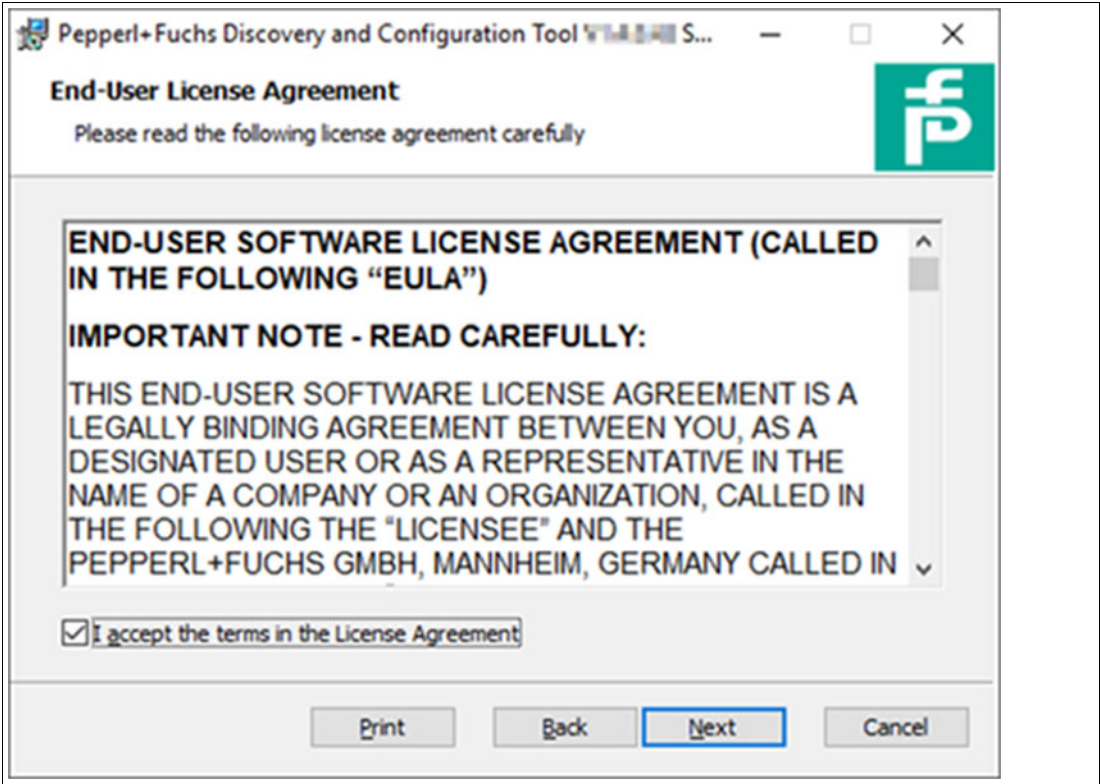 Pepperl+Fuchs Discovery and Configuration Tool S...
End-User License Agreement
Please read the following license agreement carefully
END-USER SOFTWARE LICENSE AGREEMENT (CALLED
IN THE FOLLOWING “EULA”)
IMPORTANT NOTE - READ CAREFULLY:
THIS END-USER SOFTWARE LICENSE AGREEMENT IS A
LEGALLY BINDING AGREEMENT BETWEEN YOU, AS A
DESIGNATED USER OR AS A REPRESENTATIVE IN THE
NAME OF A COMPANY OR AN ORGANIZATION, CALLED IN
THE FOLLOWING THE “LICENSEE” AND THE
PEPPERL+FUCHS GMBH, MANNHEIM, GERMANY CALLED IN
I accept the terms in the License Agreement
Print Back Next Cancel